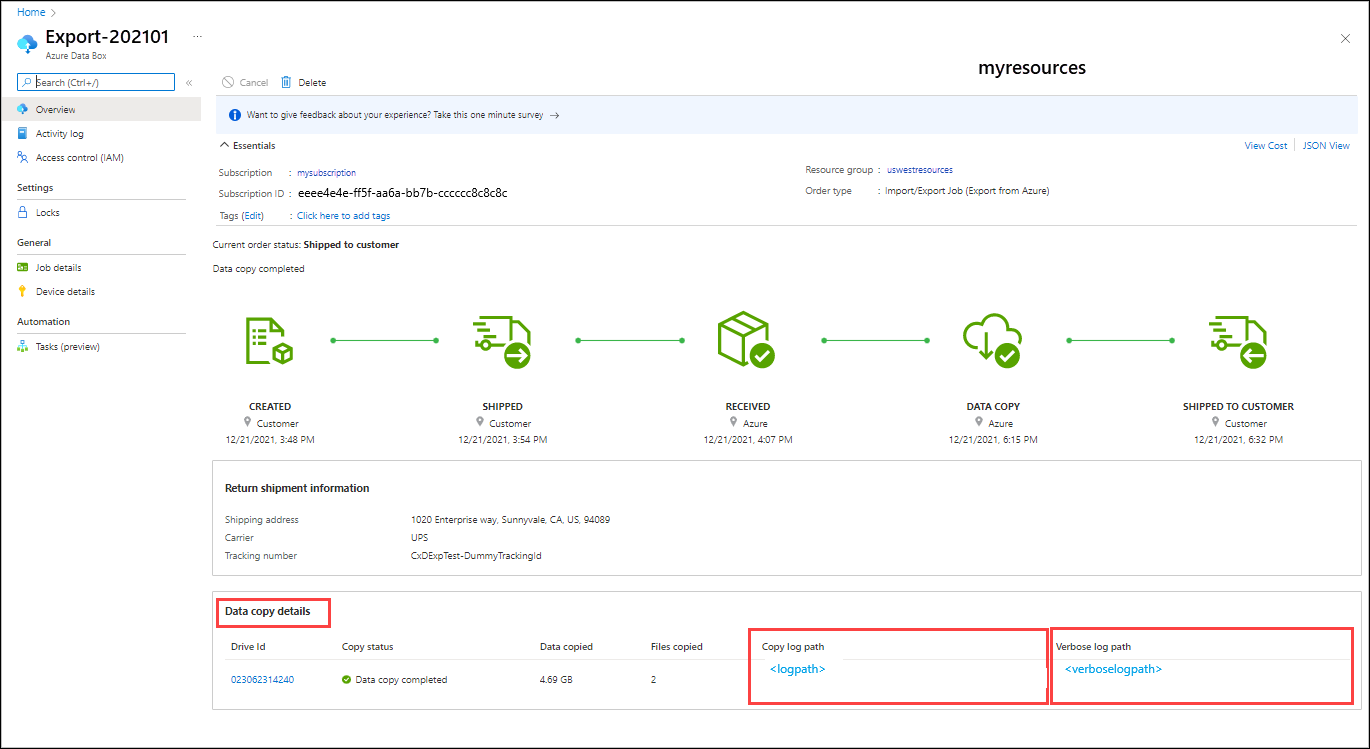 Home >
Export-202101 ...
Azure Data Box
myresources
Search (Ctrl+/) «
Cancel Delete
Overview
Want to give feedback about your experience? Take this one minute survey →
Activity log
Essentials
View Cost JSON View
Access control (IAM)
Subscription : mysubscription
Resource group : uswestresources
Settings
Subscription ID : eeee4e4e-ff5f-aa6a-bb7b-cccccc8c8c8c
Order type : Import/Export Job (Export from Azure)
Locks
Tags (Edit) : Click here to add tags
General
Current order status: Shipped to customer
Job details
Data copy completed
Device details
Automation
Tasks (preview)
CREATED SHIPPED RECEIVED DATA COPY SHIPPED TO CUSTOMER
Customer Customer Azure Azure Customer
12/21/2021, 3:48 PM 12/21/2021, 3:54 PM 12/21/2021, 4:07 PM 12/21/2021, 6:15 PM 12/21/2021, 6:32 PM
Return shipment information
Shipping address 1020 Enterprise way, Sunnyvale, CA, US, 94089
Carrier UPS
Tracking number CxDExpTest-DummyTrackingId
Data copy details
Drive Id Copy status Data copied Files copied Copy log path Verbose log path
<logpath> <verboselogpath>
023062314240 Data copy completed 4.69 GB 2